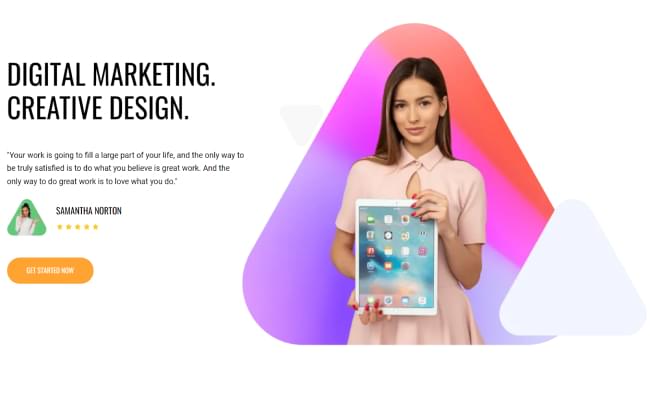 DIGITAL MARKETING.
CREATIVE DESIGN.
"Your work is going to fill a large part of your life, and the only way to
be truly satisfied is to do what you believe is great work. And the
only way to do great work is to love what you do."
SAMANTHA NORTON
GET STARTED NOW